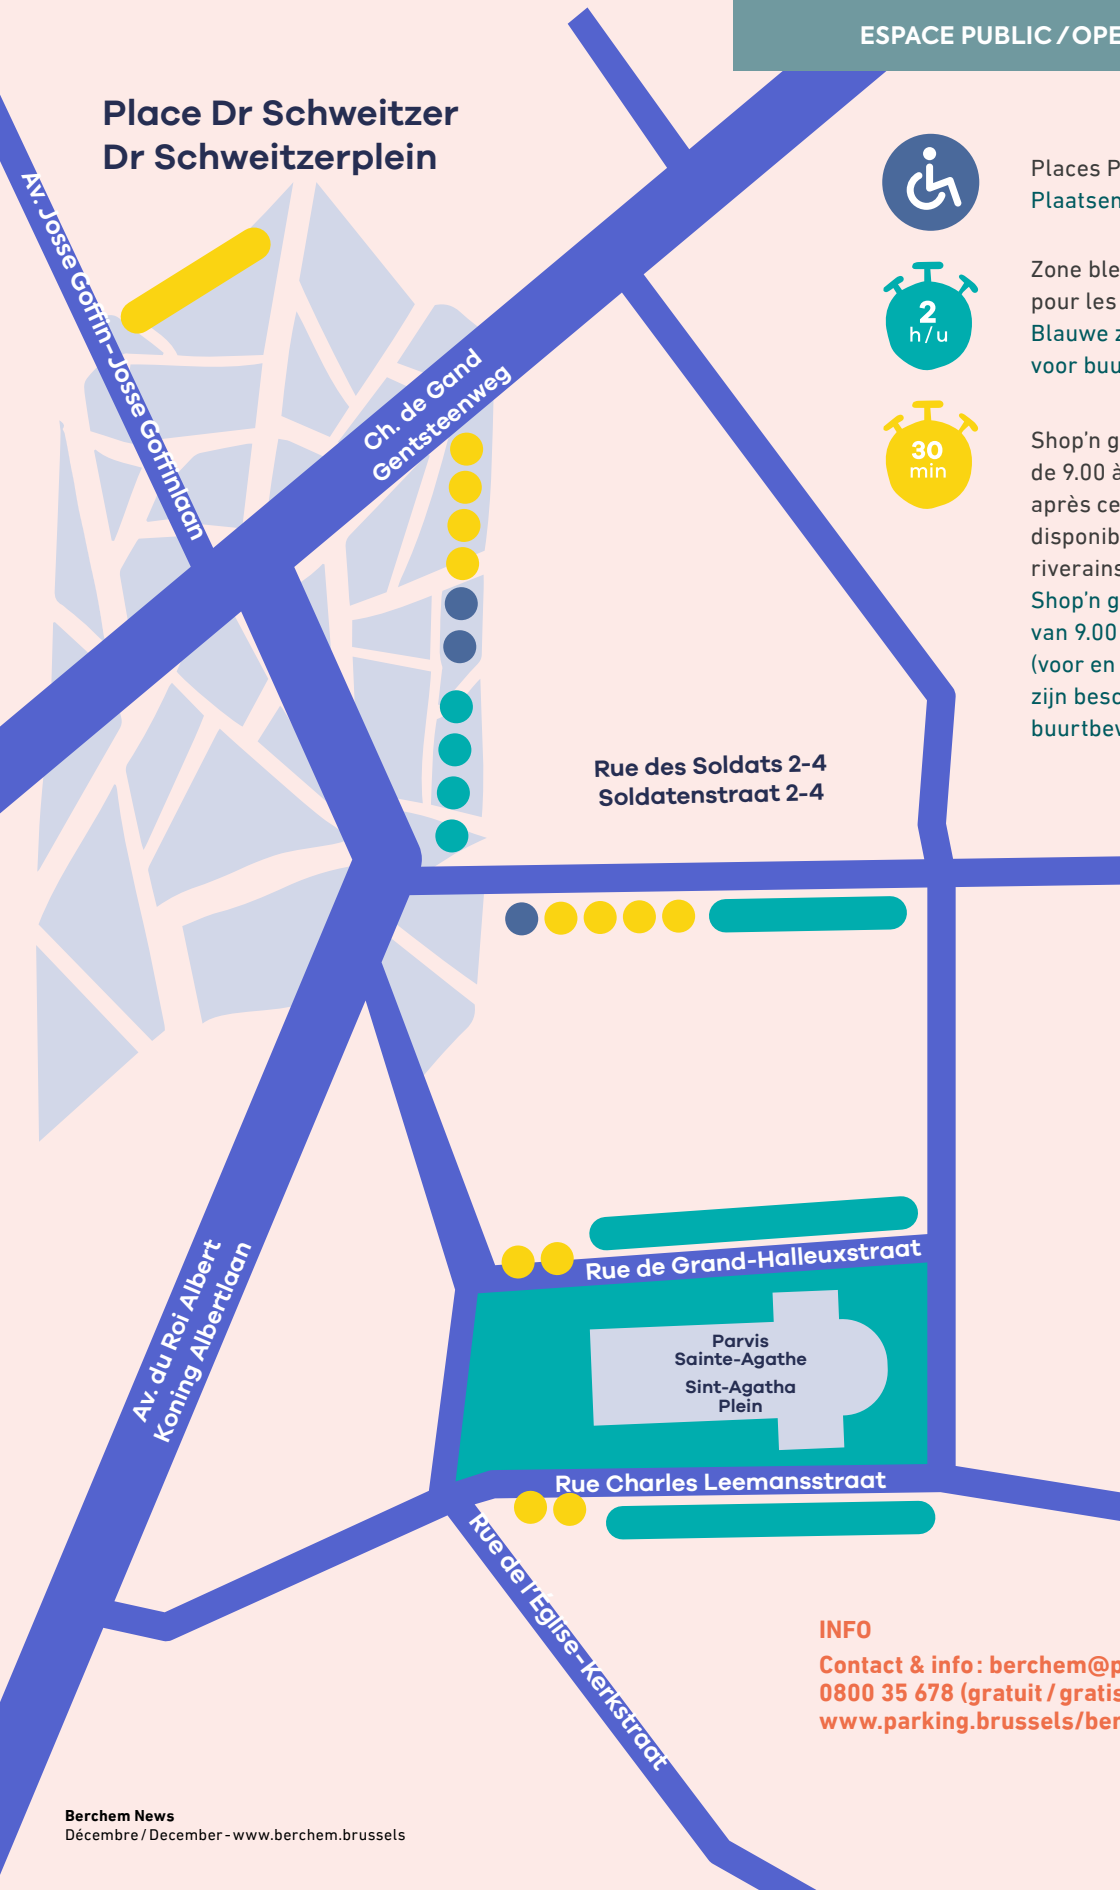 ESPACE PUBLIC / OPE
Place Dr Schweitzer
Dr Schweitzerplein
Av. Josse Goffin-Josse Goffinlaan
Ch. de Gand
Gentsteenweg
Places P
Plaatsen
2
h / u
Zone ble
pour les
Blauwe z
voor buu
30
min
Shop'n g
de 9.00 à
après ce
disponib
riverains
Shop'n g
van 9.00
(voor en
zijn besc
buurtbev
Rue des Soldats 2-4
Soldatenstraat 2-4
Rue de Grand-Halleuxstraat
Parvis
Sainte-Agathe
Sint-Agatha
Plein
Av. du Roi Albert
Koning Albertlaan
Rue Charles Leemansstraat
Rue de l'Église-Kerkstraat
INFO
Contact & info : berchem@p
0800 35 678 (gratuit / gratis
www.parking.brussels/ber
Berchem News
Décembre / December - www.berchem.brussels